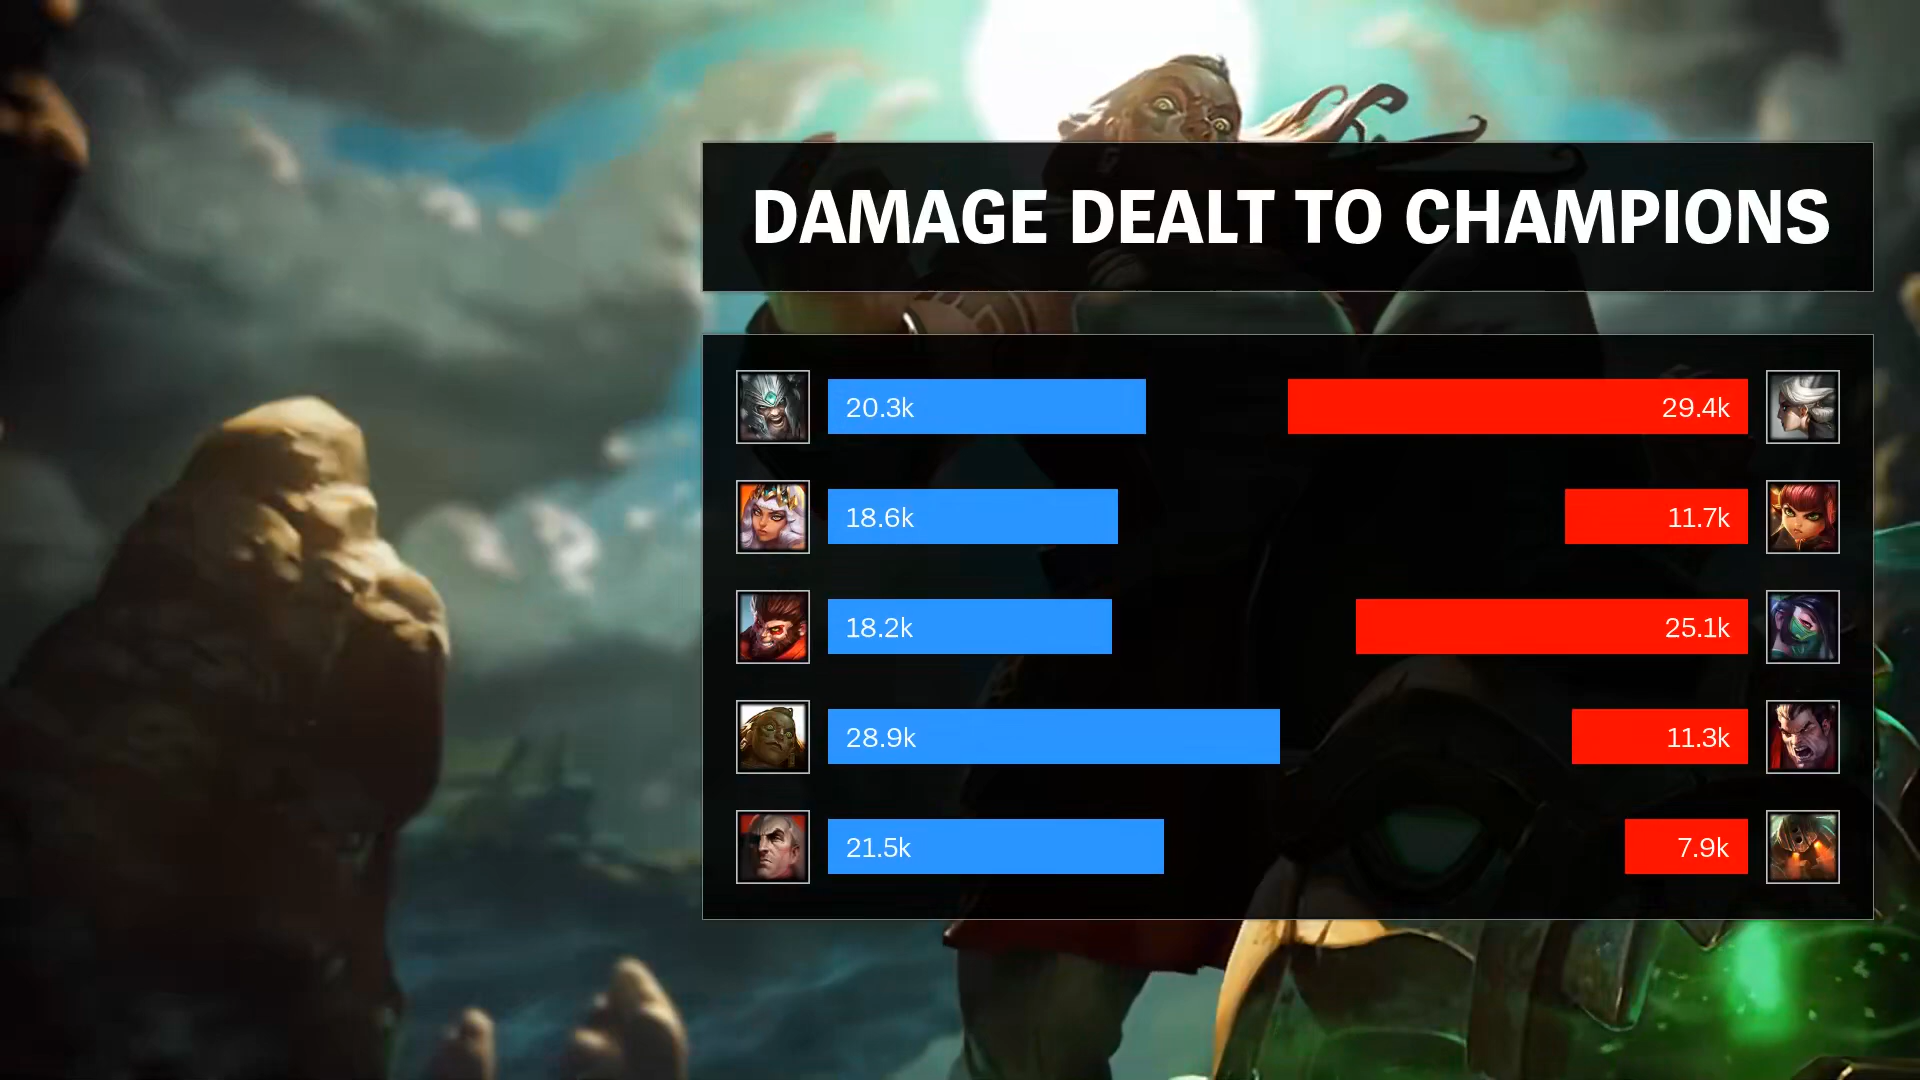 DAMAGE DEALT TO CHAMPIONS
20.3k 29.4k
18.6k 11.7k
18.2k 25.1k
28.9k 11.3k
21.5k 7.9k